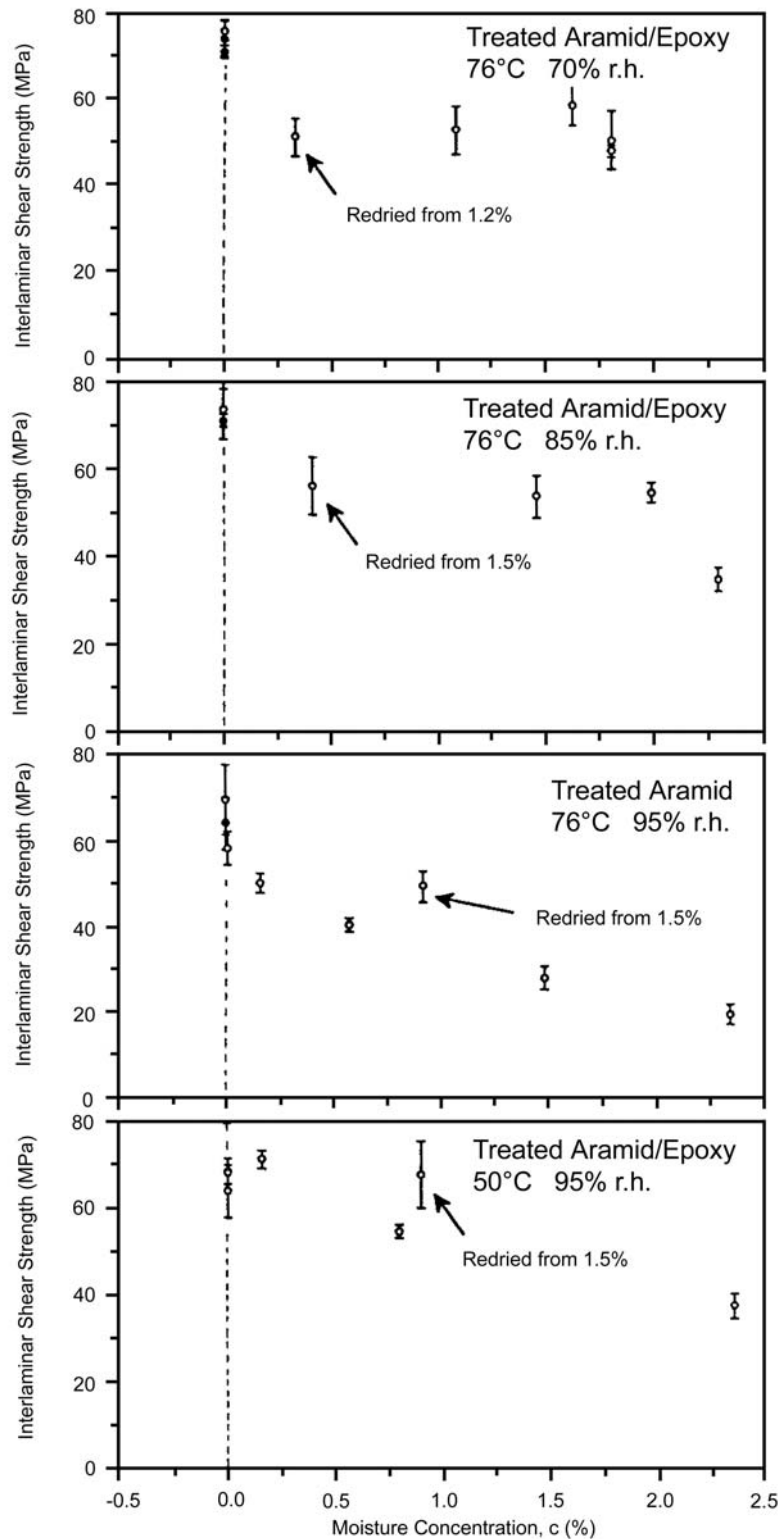 Interlaminar Shear Strength (MPa)
80
60
40
20
0
Treated Aramid/Epoxy
76°C 70% r.h.
Redried from 1.2%
Interlaminar Shear Strength (MPa)
80
60
40
20
0
Treated Aramid/Epoxy
76°C 85% r.h.
Redried from 1.5%
Interlaminar Shear Strength (MPa)
80
60
40
20
0
Treated Aramid
76°C 95% r.h.
Redried from 1.5%
Interlaminar Shear Strength (MPa)
80
60
40
20
0
Treated Aramid/Epoxy
50°C 95% r.h.
Redried from 1.5%
-0.5 0.0 0.5 1.0 1.5 2.0 2.5
Moisture Concentration, c (%)